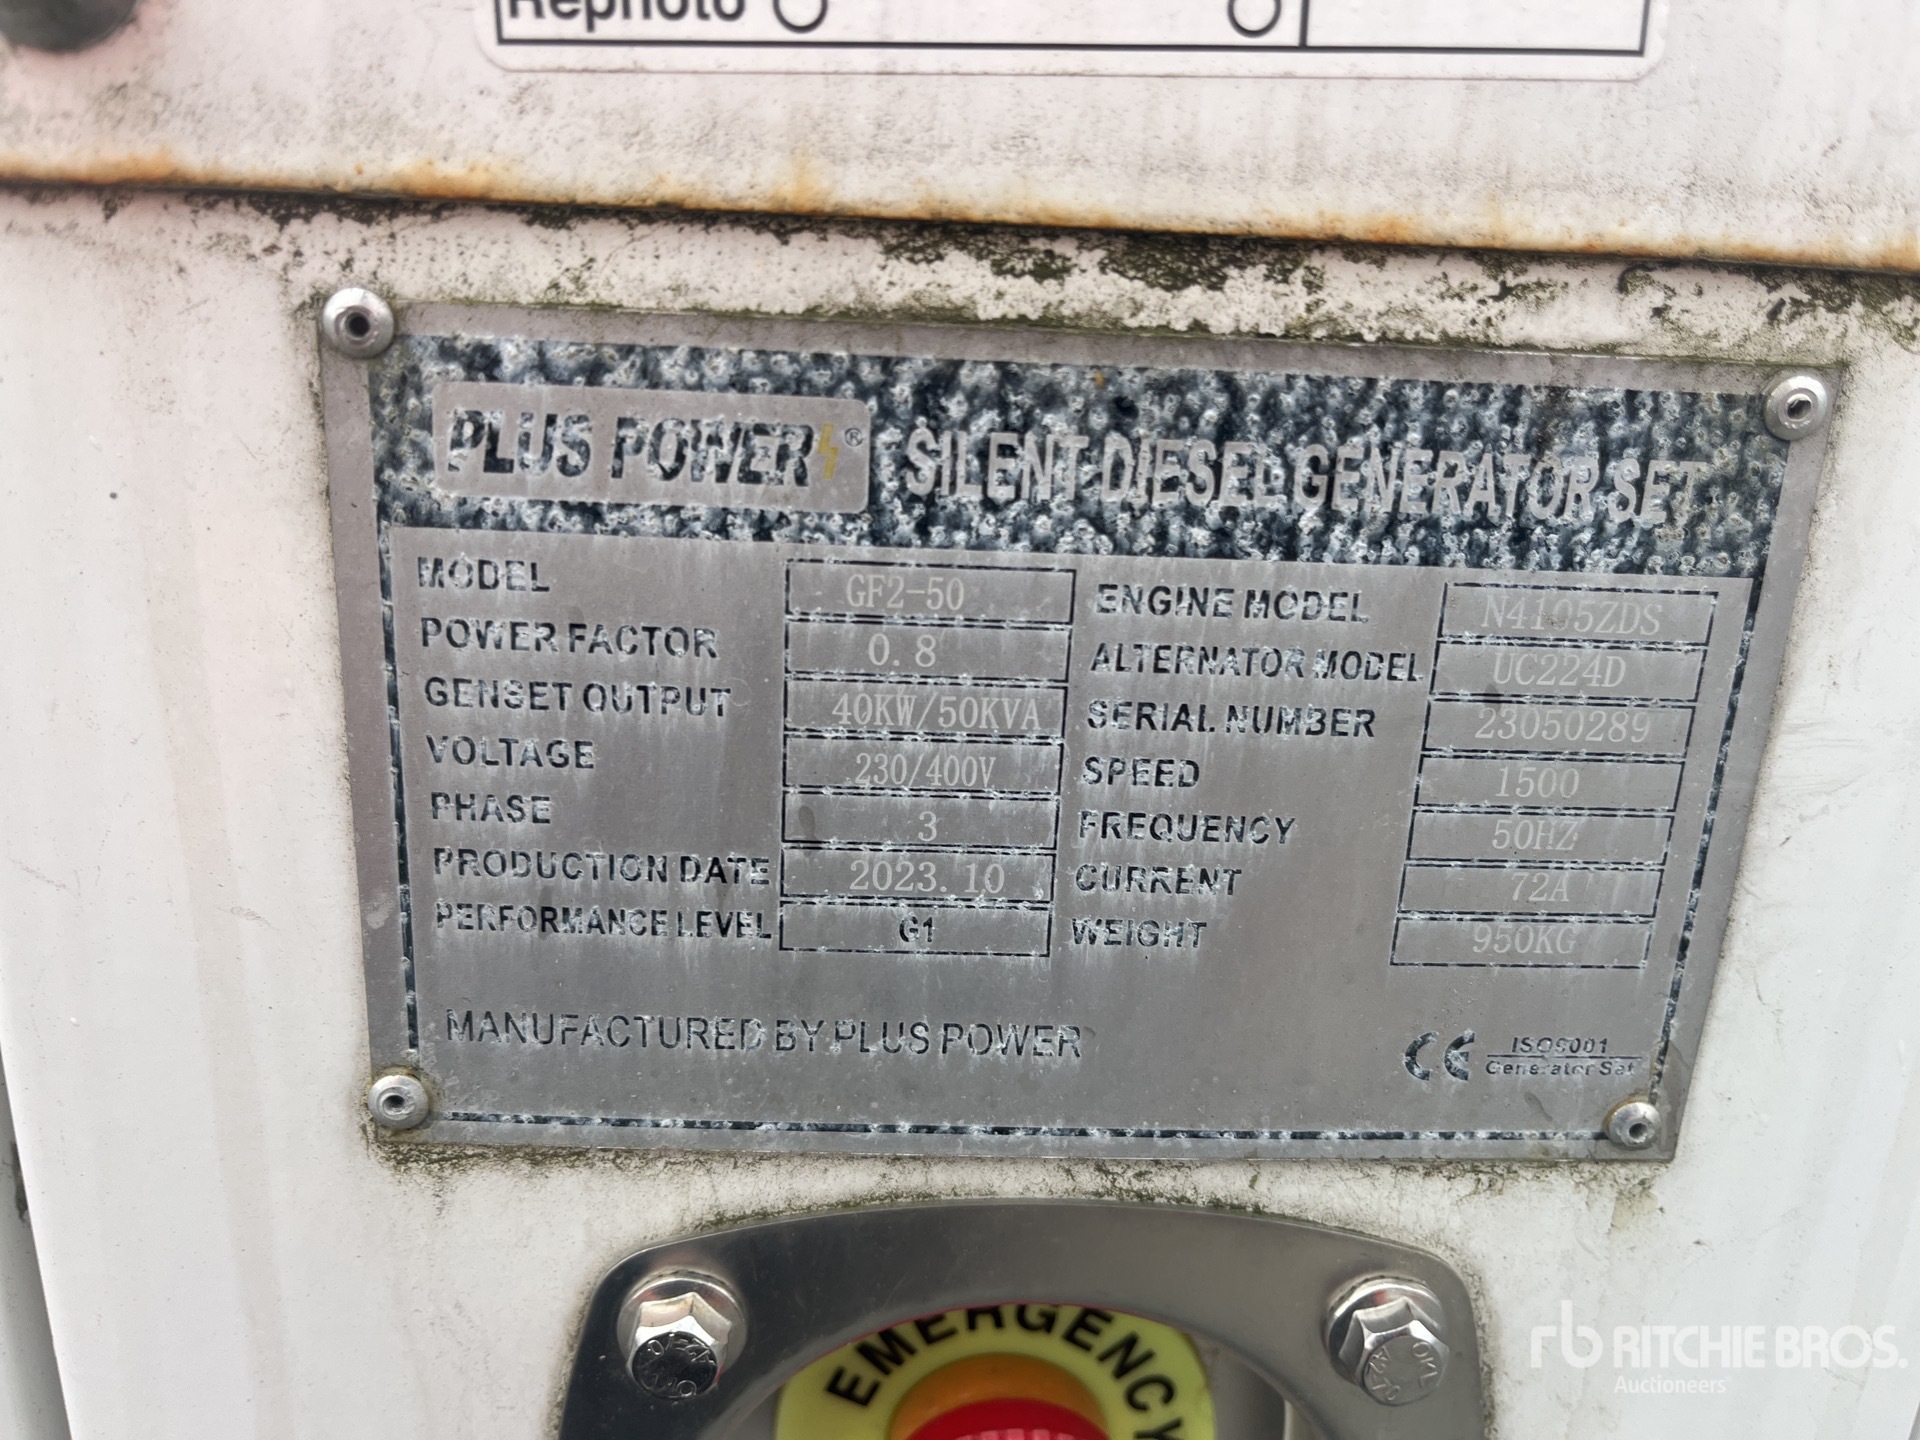 Rephoto
PLUS POWER® SILENT DIESEL GENERATOR SET
MODEL GF2-50 ENGINE MODEL N4105ZDS
POWER FACTOR 0.8 ALTERNATOR MODEL UC224D
GENSET OUTPUT 40KW/50KVA SERIAL NUMBER 23050289
VOLTAGE 230/400V SPEED 1500
PHASE 3 FREQUENCY 50HZ
PRODUCTION DATE 2023.10 CURRENT 72A
PERFORMANCE LEVEL G1 WEIGHT 950KG
MANUFACTURED BY PLUS POWER
CE ISO9001
Generator Set
EMERGENCY
rb RITCHIE BROS.
Auctioneers